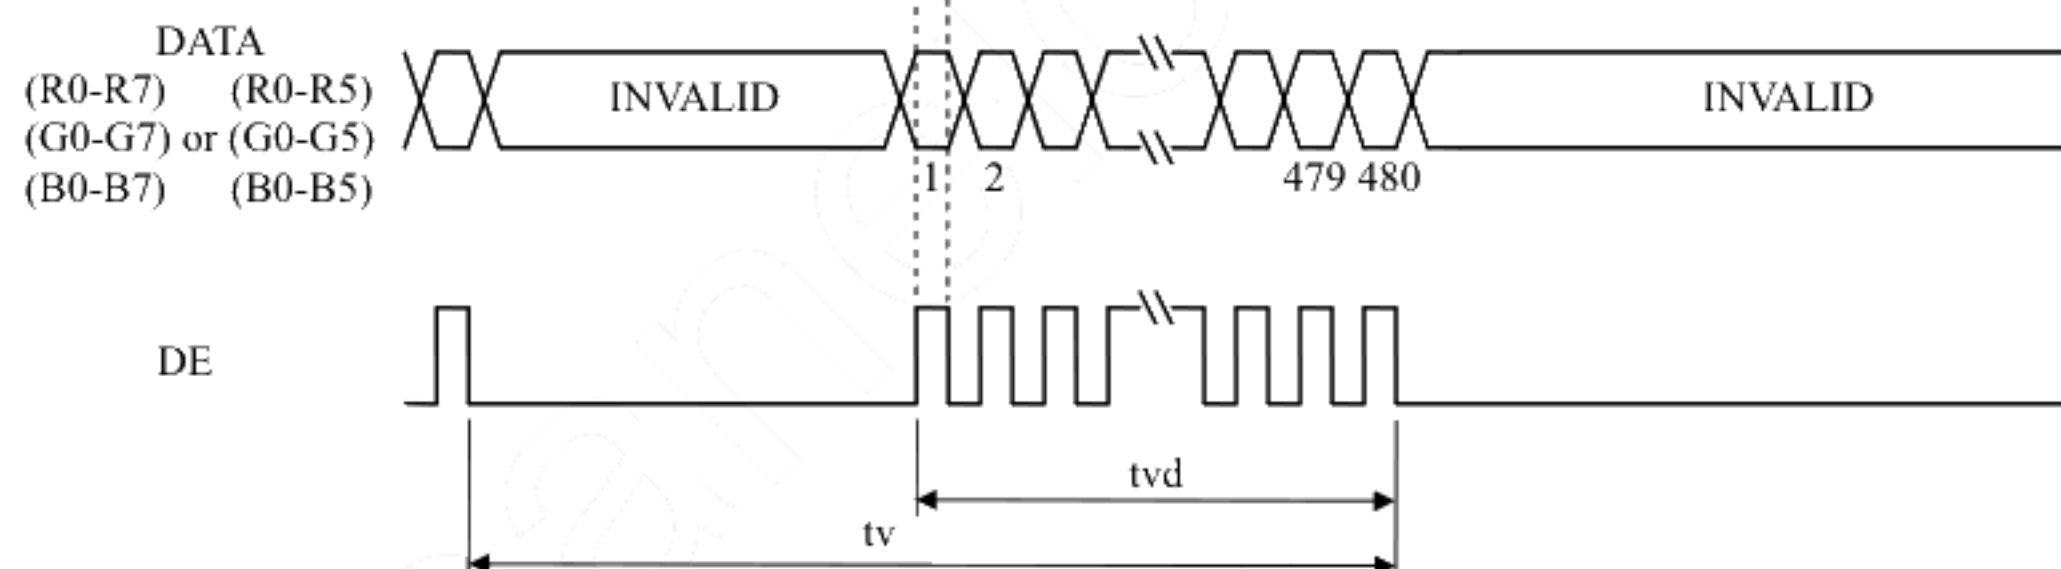 DATA
(R0-R7) (R0-R5)
(G0-G7) or (G0-G5)
(B0-B7) (B0-B5)
INVALID
INVALID
1 2 479 480
DE
tvd
tv